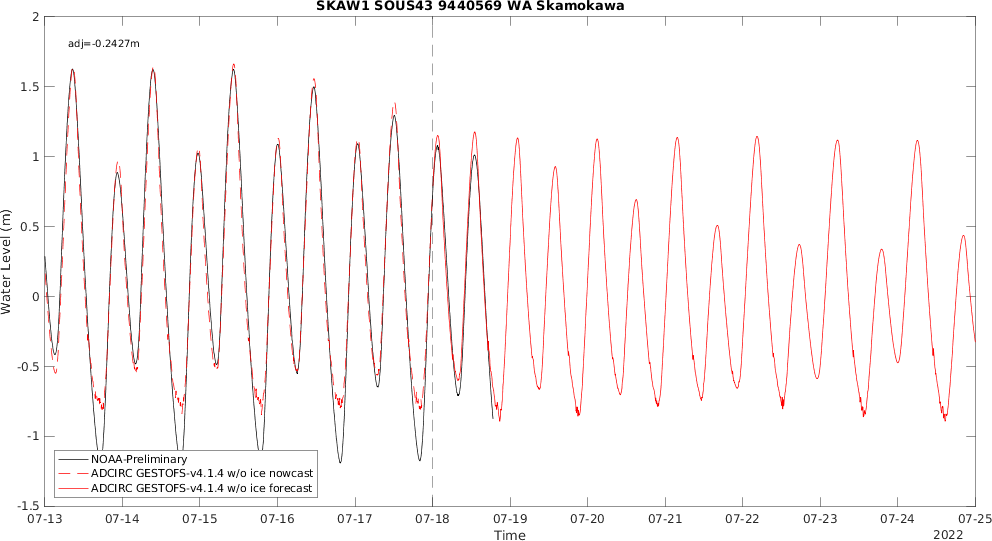 SKAW1 SOUS43 9440569 WA Skamokawa
adj=-0.2427m
2
1.5
1
0.5
0
-0.5
-1
-1.5
Water Level (m)
NOAA-Preliminary
ADCIRC GESTOFS-v4.1.4 w/o ice nowcast
ADCIRC GESTOFS-v4.1.4 w/o ice forecast
07-13 07-14 07-15 07-16 07-17 07-18 07-19 07-20 07-21 07-22 07-23 07-24 07-25
Time
2022